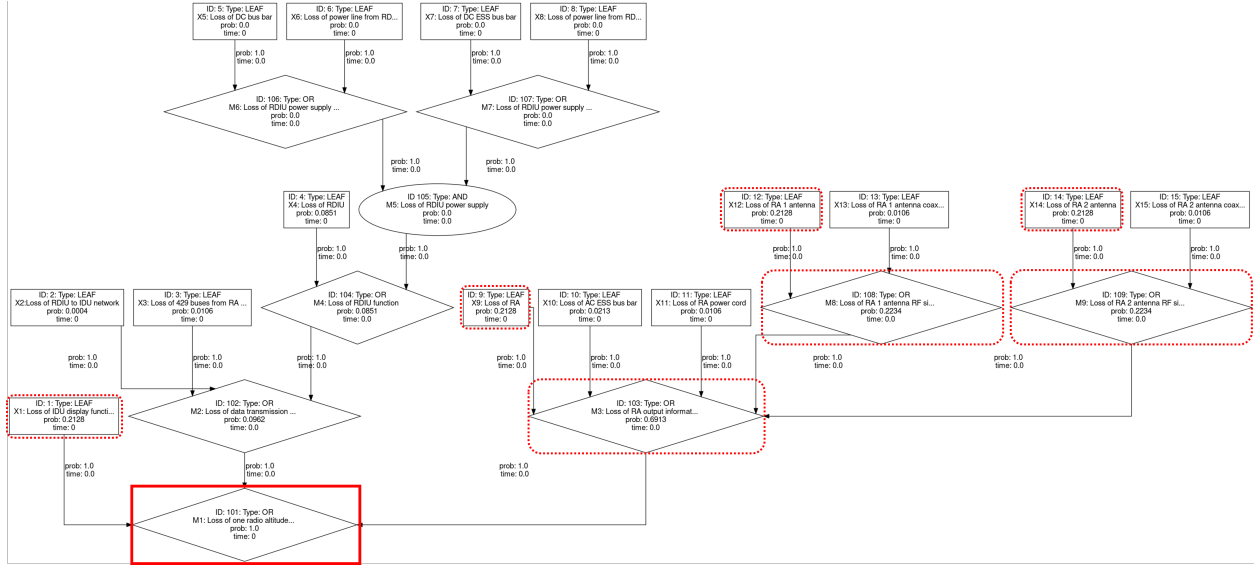 ID: 5: Type: LEAF
X5: Loss of DC bus bar
prob: 0.0
time: 0
ID: 6: Type: LEAF
X6: Loss of power line from RD...
prob: 0.0
time: 0
ID: 7: Type: LEAF
X7: Loss of DC ESS bus bar
prob: 0.0
time: 0
ID: 8: Type: LEAF
X8: Loss of power line from RD...
prob: 0.0
time: 0
prob: 1.0
time: 0.0
prob: 1.0
time: 0.0
prob: 1.0
time: 0.0
prob: 1.0
time: 0.0
ID: 106: Type: OR
M6: Loss of RDIU power supply ...
prob: 0.0
time: 0.0
ID: 107: Type: OR
M7: Loss of RDIU power supply ...
prob: 0.0
time: 0.0
prob: 1.0
time: 0.0
prob: 1.0
time: 0.0
ID: 4: Type: LEAF
X4: Loss of RDIU
prob: 0.0851
time: 0
ID 105: Type: AND
M5: Loss of RDIU power supply
prob: 0.0
time: 0.0
ID: 12: Type: LEAF
X12: Loss of RA 1 antenna
prob: 0.2128
time: 0
ID: 13: Type: LEAF
X13: Loss of RA 1 antenna coax...
prob: 0.0106
time: 0
ID: 14: Type: LEAF
X14: Loss of RA 2 antenna
prob: 0.2128
time: 0
ID: 15: Type: LEAF
X15: Loss of RA 2 antenna coax...
prob: 0.0106
time: 0
prob: 1.0
time: 0.0
prob: 1.0
time: 0.0
prob: 1.0
time: 0.0
prob: 1.0
time: 0.0
prob: 1.0
time: 0.0
prob: 1.0
time: 0.0
ID: 2: Type: LEAF
X2:Loss of RDIU to IDU network
prob: 0.0004
time: 0
ID: 3: Type: LEAF
X3: Loss of 429 buses from RA ...
prob: 0.0106
time: 0
ID: 104: Type: OR
M4: Loss of RDIU function
prob: 0.0851
time: 0.0
ID: 9: Type: LEAF
X9: Loss of RA
prob: 0.2128
time: 0
ID: 10: Type: LEAF
X10: Loss of AC ESS bus bar
prob: 0.0213
time: 0
ID: 11: Type: LEAF
X11: Loss of RA power cord
prob: 0.0106
time: 0
ID: 108: Type: OR
M8: Loss of RA 1 antenna RF si...
prob: 0.2234
time: 0.0
ID: 109: Type: OR
M9: Loss of RA 2 antenna RF si...
prob: 0.2234
time: 0.0
prob: 1.0
time: 0.0
prob: 1.0
time: 0.0
prob: 1.0
time: 0.0
prob: 1.0
time: 0.0
prob: 1.0
time: 0.0
prob: 1.0
time: 0.0
prob: 1.0
time: 0.0
prob: 1.0
time: 0.0
ID: 1: Type: LEAF
X1: Loss of IDU display functi...
prob: 0.2128
time: 0
ID: 102: Type: OR
M2: Loss of data transmission ...
prob: 0.0962
time: 0.0
ID: 103: Type: OR
M3: Loss of RA output informat...
prob: 0.6913
time: 0.0
prob: 1.0
time: 0.0
prob: 1.0
time: 0.0
prob: 1.0
time: 0.0
ID: 101: Type: OR
M1: Loss of one radio altitude...
prob: 1.0
time: 0